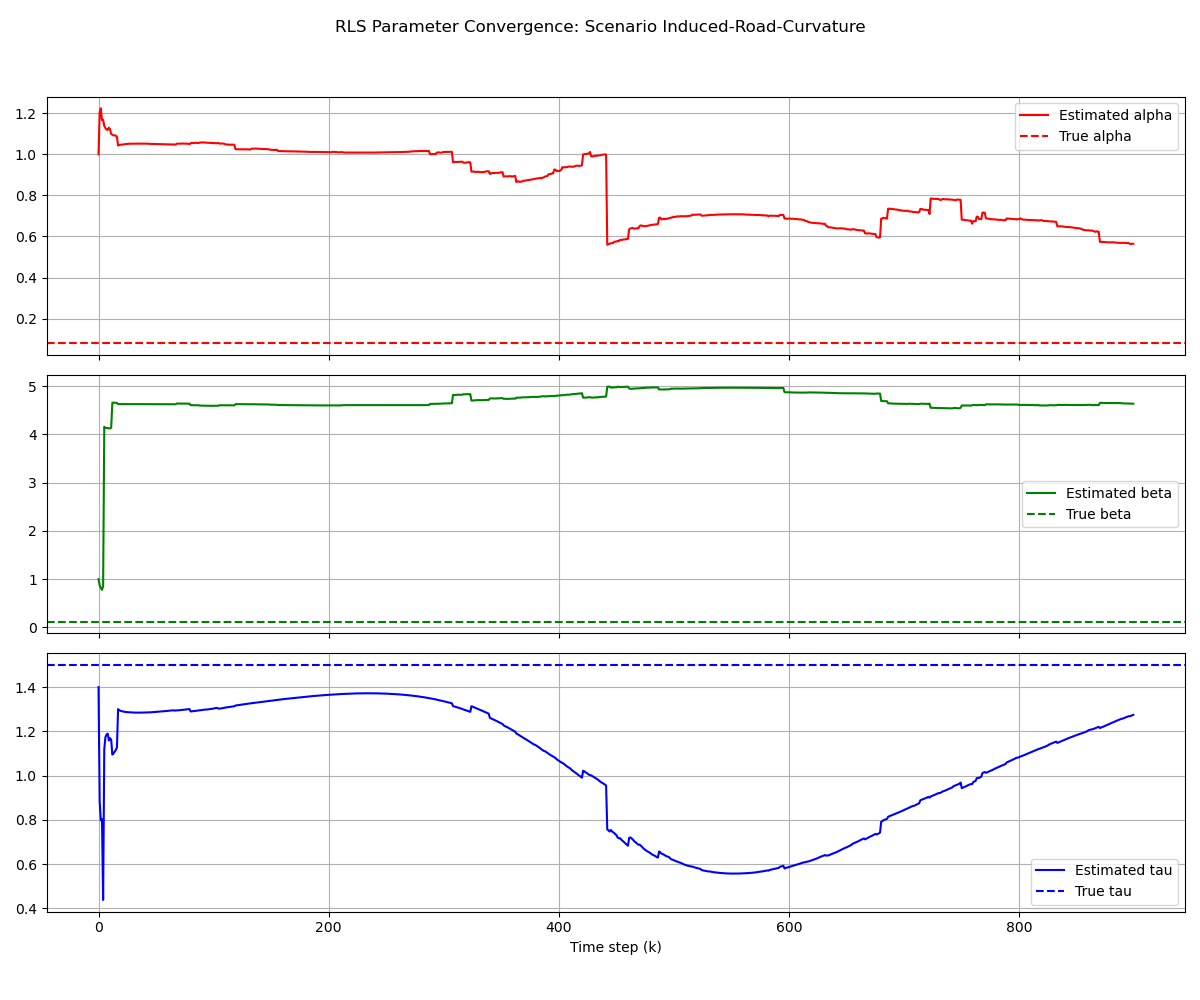 RLS Parameter Convergence: Scenario Induced-Road-Curvature
1.2
1.0
0.8
0.6
0.4
0.2
Estimated alpha
True alpha
5
4
3
2
1
0
Estimated beta
True beta
1.4
1.2
1.0
0.8
0.6
0.4
Estimated tau
True tau
0 200 400 600 800
Time step (k)